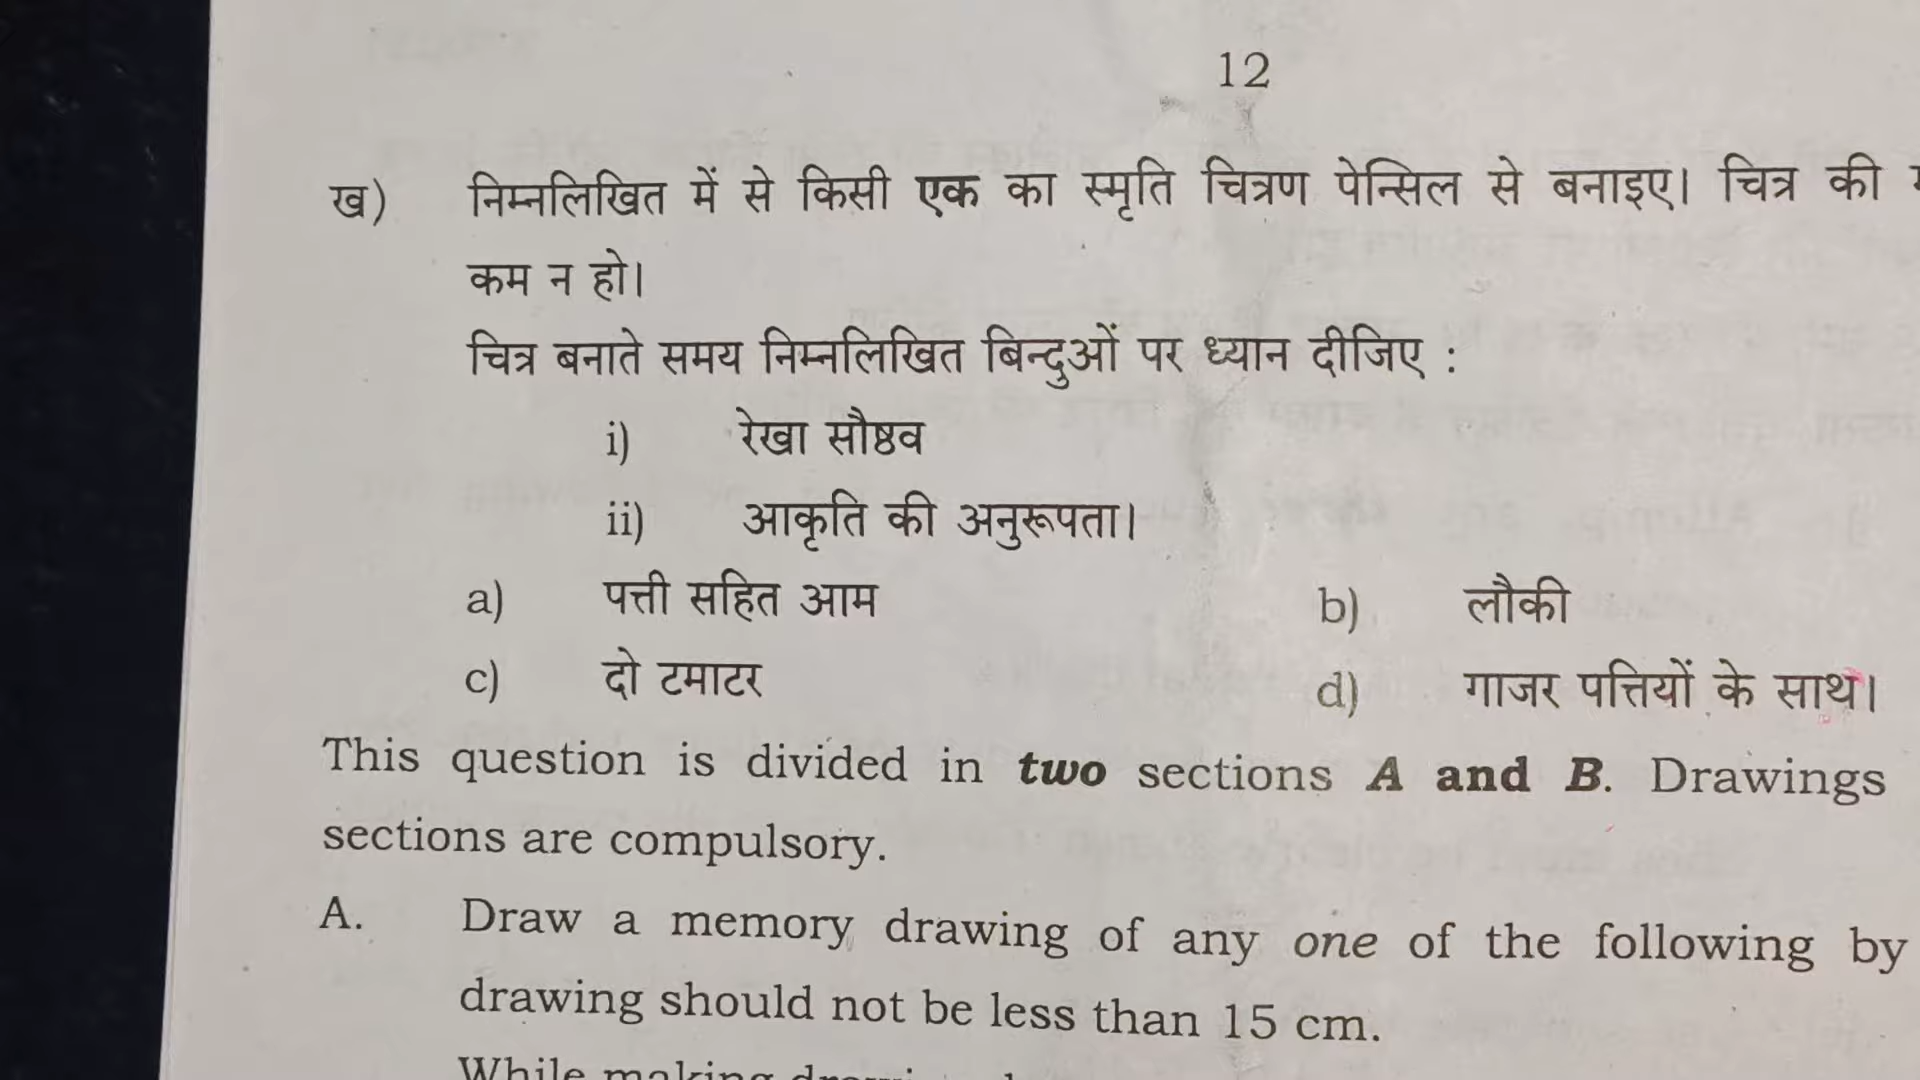 12
ख) निम्नलिखित में से किसी एक का स्मृति चित्रण पेन्सिल से बनाइए। चित्र की
कम न हो।
चित्र बनाते समय निम्नलिखित बिन्दुओं पर ध्यान दीजिए :
i) रेखा सौष्ठव
ii) आकृति की अनुरूपता।
a) पत्ती सहित आम b) लौकी
c) दो टमाटर d) गाजर पत्तियों के साथ।
This question is divided in two sections A and B. Drawings
sections are compulsory.
A. Draw a memory drawing of any one of the following by
drawing should not be less than 15 cm.
While making